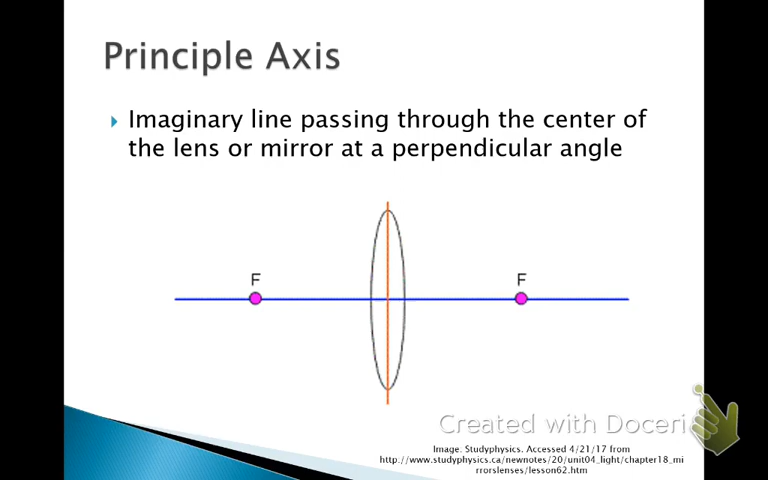 Principle Axis
Imaginary line passing through the center of
the lens or mirror at a perpendicular angle
F
F
Created with Doceri
Image. Studyphysics. Accessed 4/21/17 from
http://www.studyphysics.ca/newnotes/20/unit04_light/chapter18_mi
rrorslenses/lesson62.htm